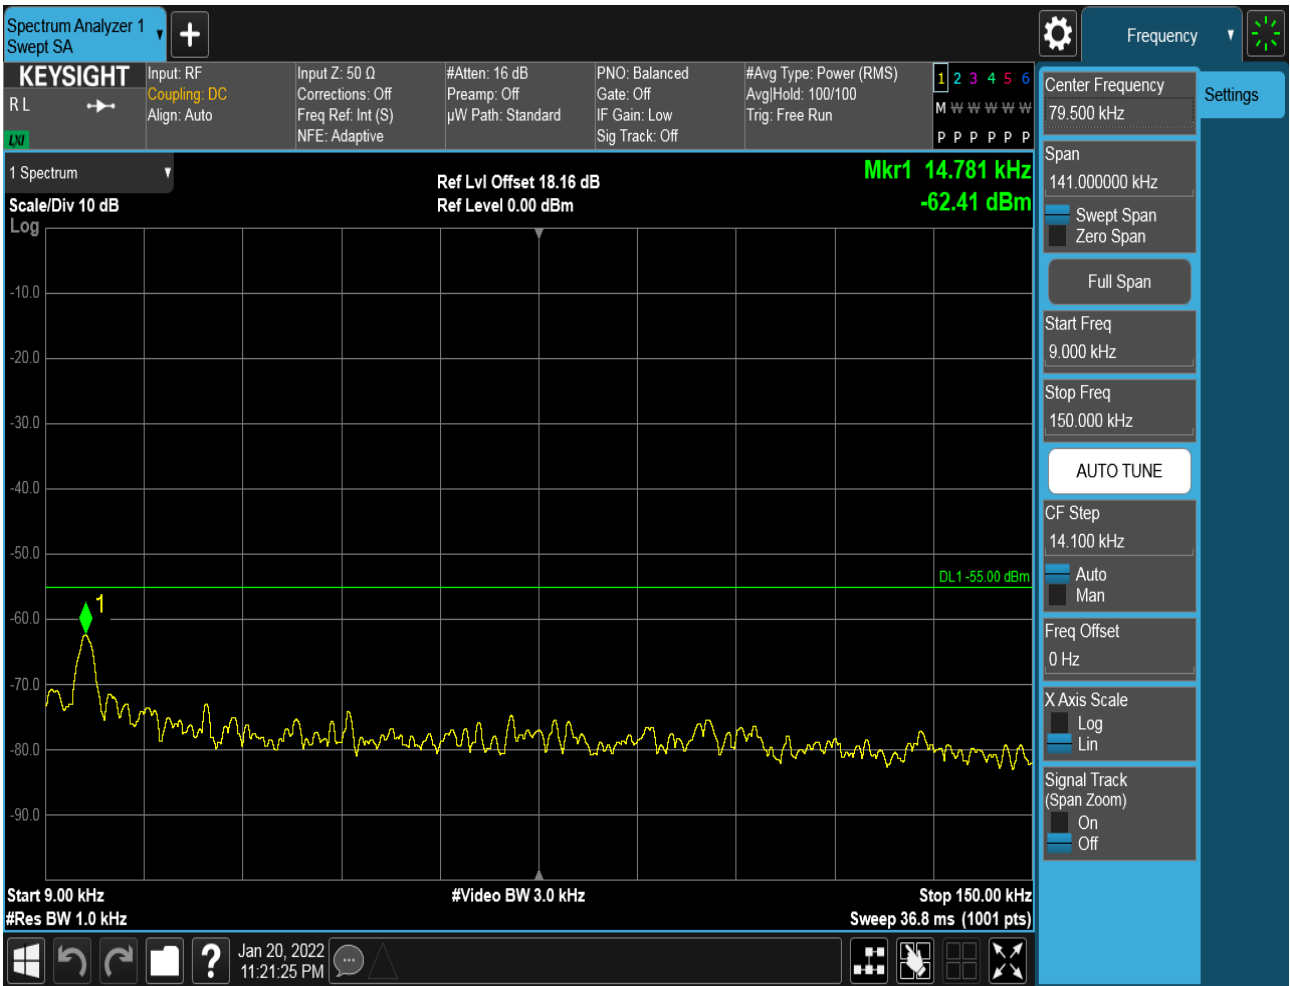 Spectrum Analyzer 1
Swept SA
Frequency
KEYSIGHT
R L
LXI
Input: RF
Coupling: DC
Align: Auto
Input Z: 50 Ω
Corrections: Off
Freq Ref: Int (S)
NFE: Adaptive
#Atten: 16 dB
Preamp: Off
µW Path: Standard
PNO: Balanced
Gate: Off
IF Gain: Low
Sig Track: Off
#Avg Type: Power (RMS)
Avg|Hold: 100/100
Trig: Free Run
1 2 3 4 5 6
M W W W W W
P P P P P P
1 Spectrum
Scale/Div 10 dB
Log
Ref Lvl Offset 18.16 dB
Ref Level 0.00 dBm
Mkr1 14.781 kHz
-62.41 dBm
-10.0
-20.0
-30.0
-40.0
-50.0
DL1 -55.00 dBm
1
-60.0
-70.0
-80.0
-90.0
Start 9.00 kHz
#Video BW 3.0 kHz
Stop 150.00 kHz
#Res BW 1.0 kHz
Sweep 36.8 ms (1001 pts)
Jan 20, 2022
11:21:25 PM
?
Center Frequency
79.500 kHz
Settings
Span
141.000000 kHz
Swept Span
Zero Span
Full Span
Start Freq
9.000 kHz
Stop Freq
150.000 kHz
AUTO TUNE
CF Step
14.100 kHz
Auto
Man
Freq Offset
0 Hz
X Axis Scale
Log
Lin
Signal Track
(Span Zoom)
On
Off